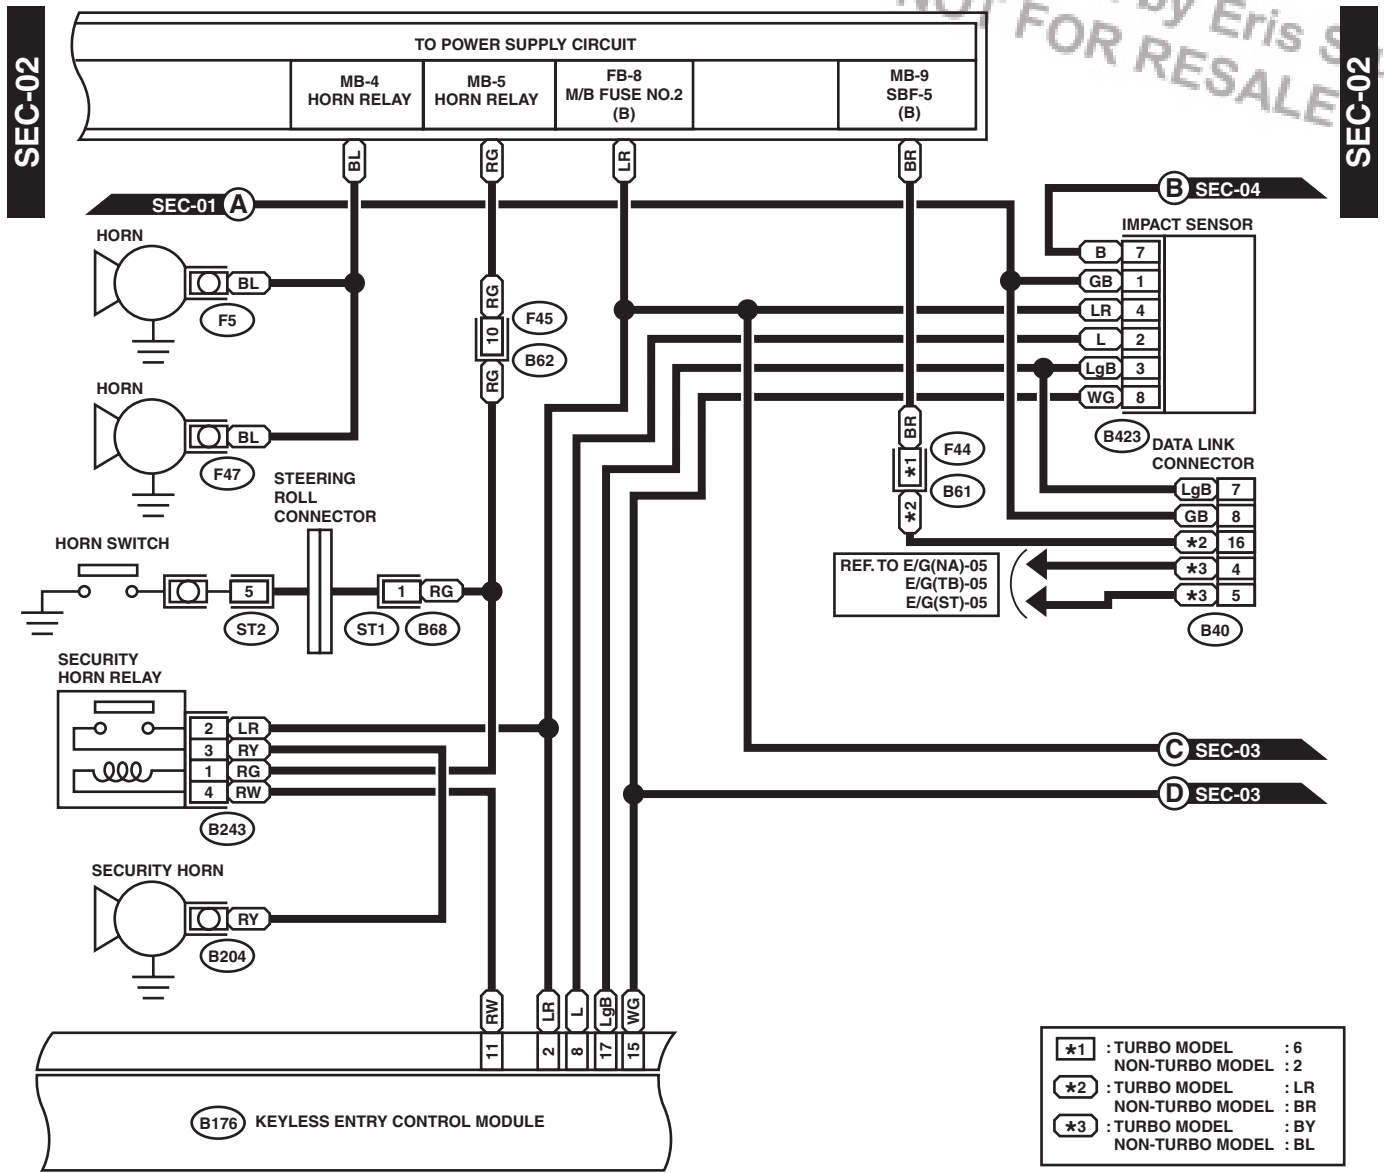 by Eris
NOT FOR RESALE
SEC-02
SEC-02
TO POWER SUPPLY CIRCUIT
MB-4
HORN RELAY
MB-5
HORN RELAY
FB-8
M/B FUSE NO.2
(B)
MB-9
SBF-5
(B)
BL
RG
LR
BR
SEC-01 A
B SEC-04
IMPACT SENSOR
B 7
GB 1
LR 4
L 2
LgB 3
WG 8
B423
HORN
BL
F5
RG
10
RG
F45
B62
HORN
BL
F47
BR
*1
*2
F44
B61
DATA LINK
CONNECTOR
LgB 7
GB 8
*2 16
*3 4
*3 5
B40
REF. TO E/G(NA)-05
E/G(TB)-05
E/G(ST)-05
STEERING
ROLL
CONNECTOR
HORN SWITCH
5
1 RG
ST2
ST1
B68
SECURITY
HORN RELAY
2 LR
3 RY
1 RG
4 RW
B243
C SEC-03
D SEC-03
SECURITY HORN
RY
B204
RW
LR
L
LgB
WG
11
2
8
17
15
B176 KEYLESS ENTRY CONTROL MODULE
*1 : TURBO MODEL : 6
NON-TURBO MODEL : 2
*2 : TURBO MODEL : LR
NON-TURBO MODEL : BR
*3 : TURBO MODEL : BY
NON-TURBO MODEL : BL